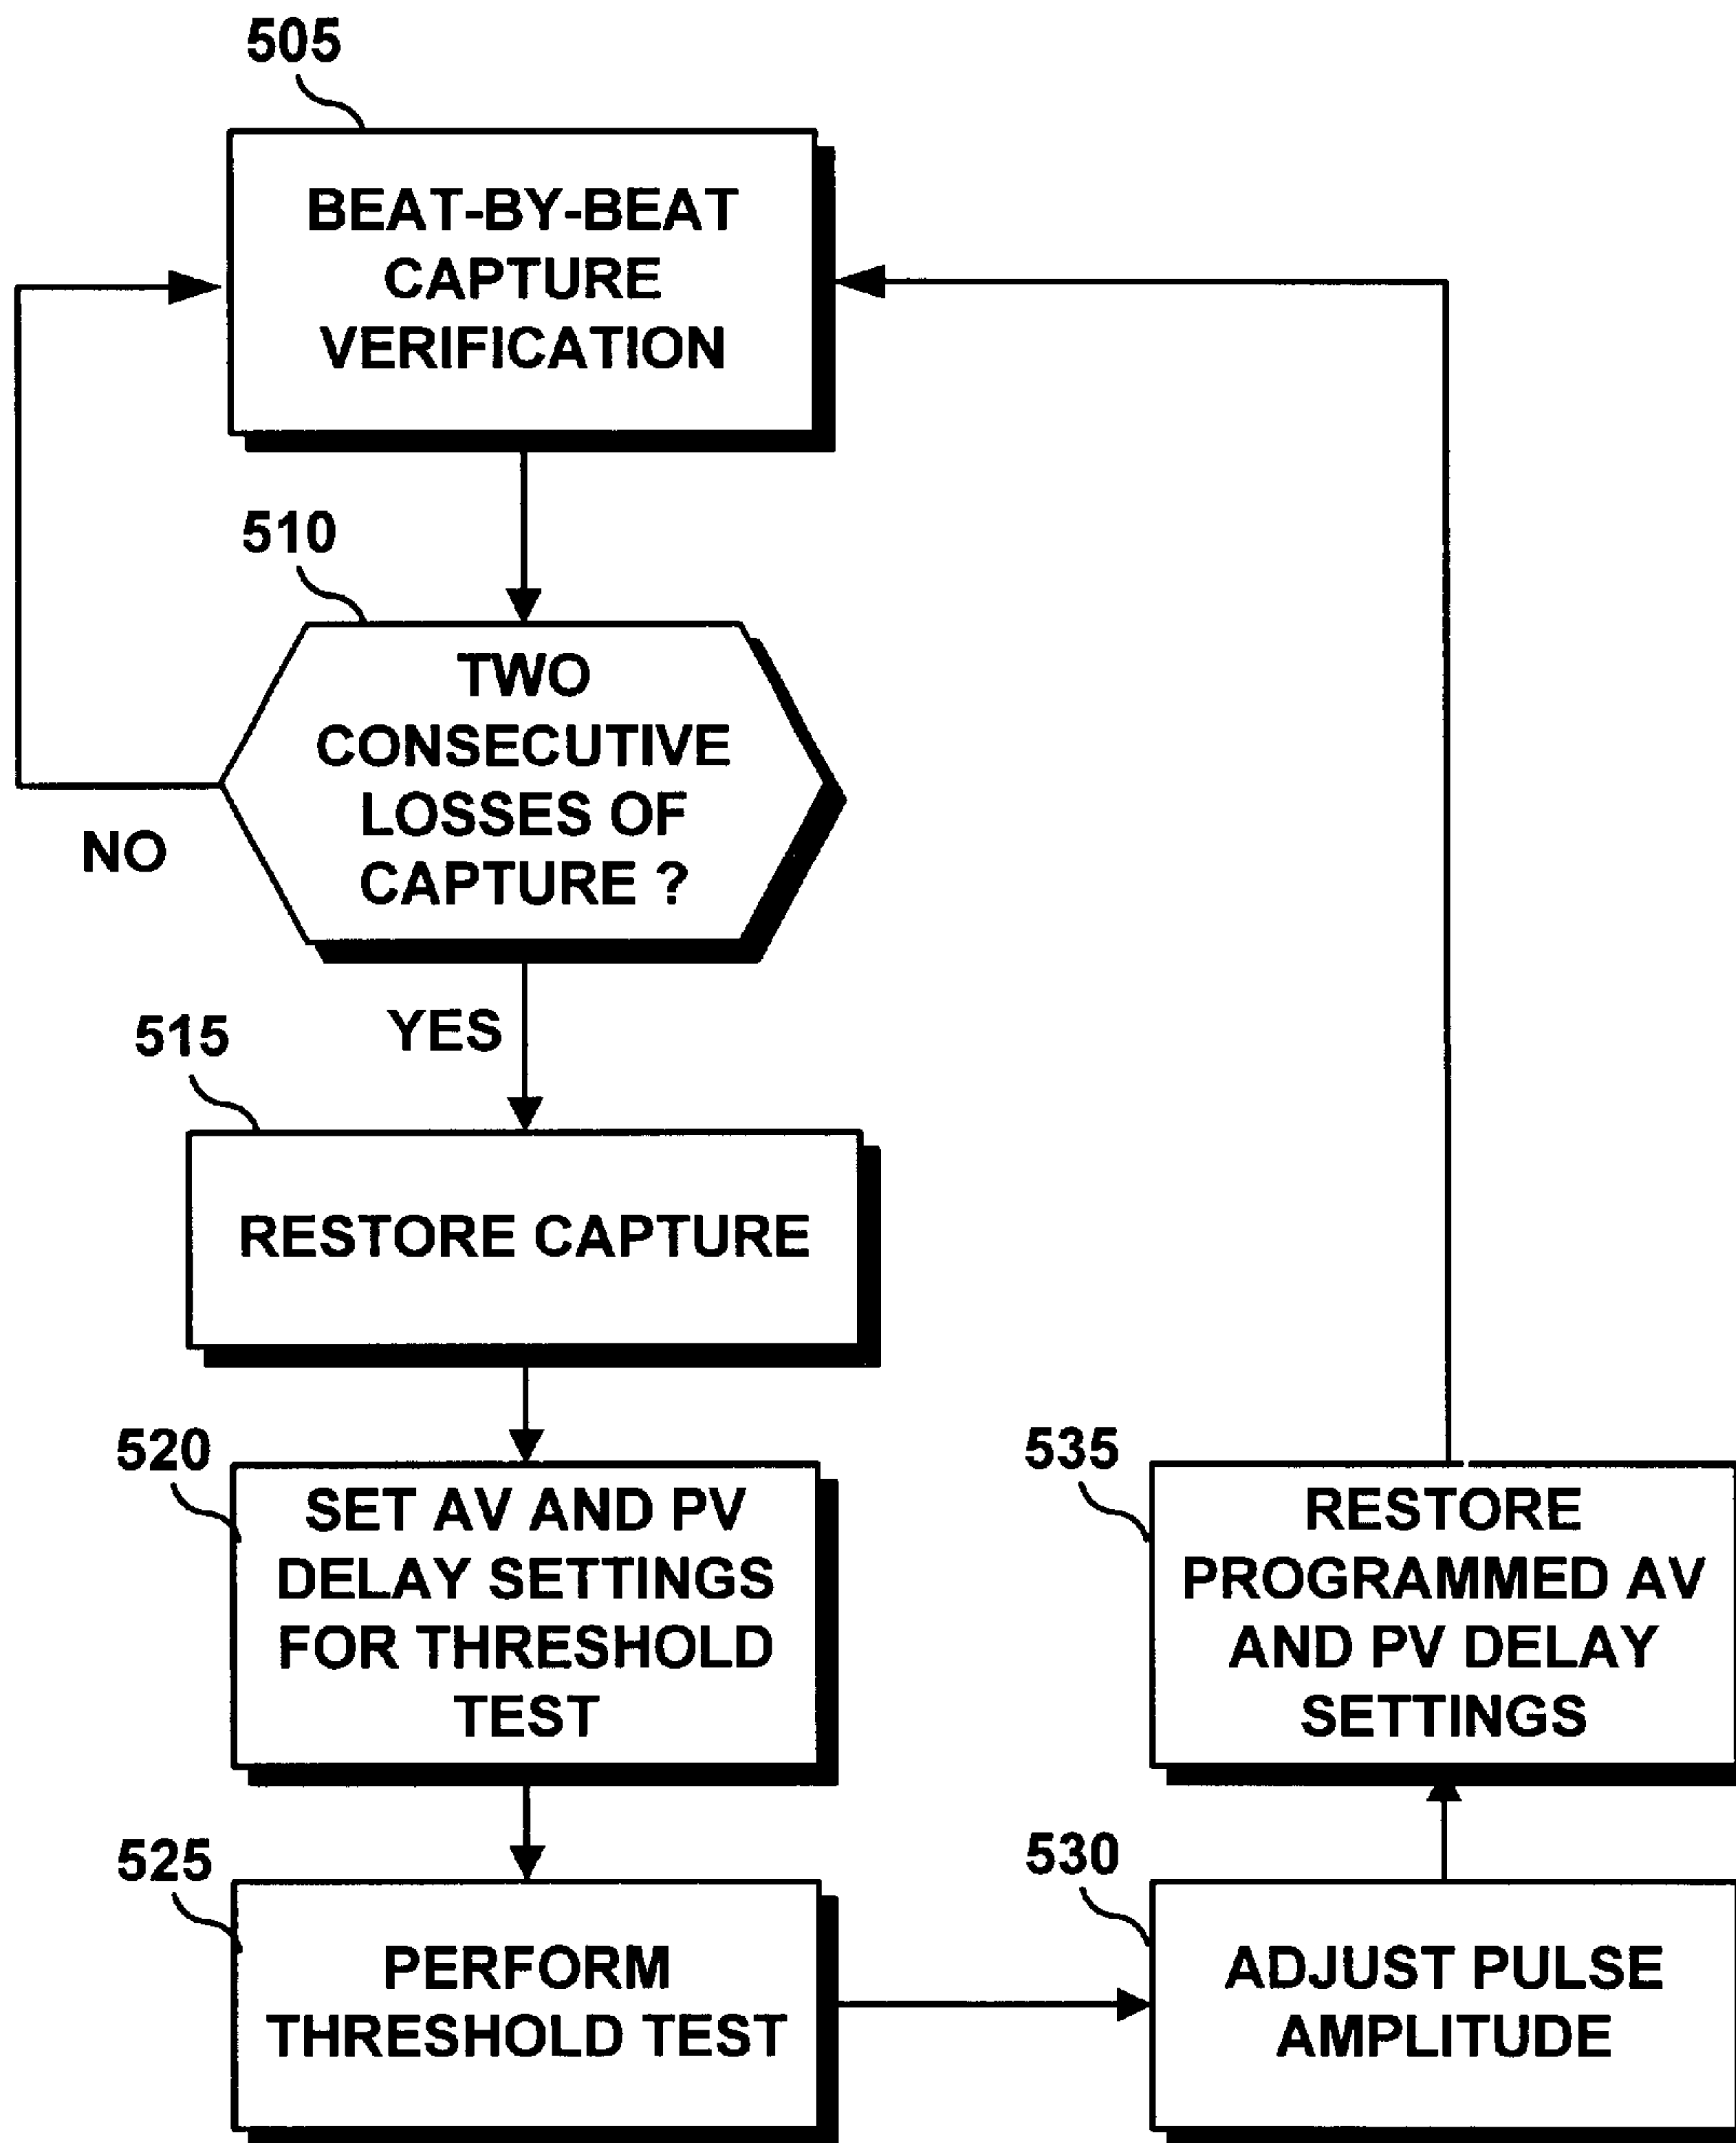 505
BEAT-BY-BEAT
CAPTURE
VERIFICATION
510
TWO
CONSECUTIVE
LOSSES OF
CAPTURE ?
NO
YES
515
RESTORE CAPTURE
520
SET AV AND PV
DELAY SETTINGS
FOR THRESHOLD
TEST
525
PERFORM
THRESHOLD TEST
530
ADJUST PULSE
AMPLITUDE
535
RESTORE
PROGRAMMED AV
AND PV DELAY
SETTINGS